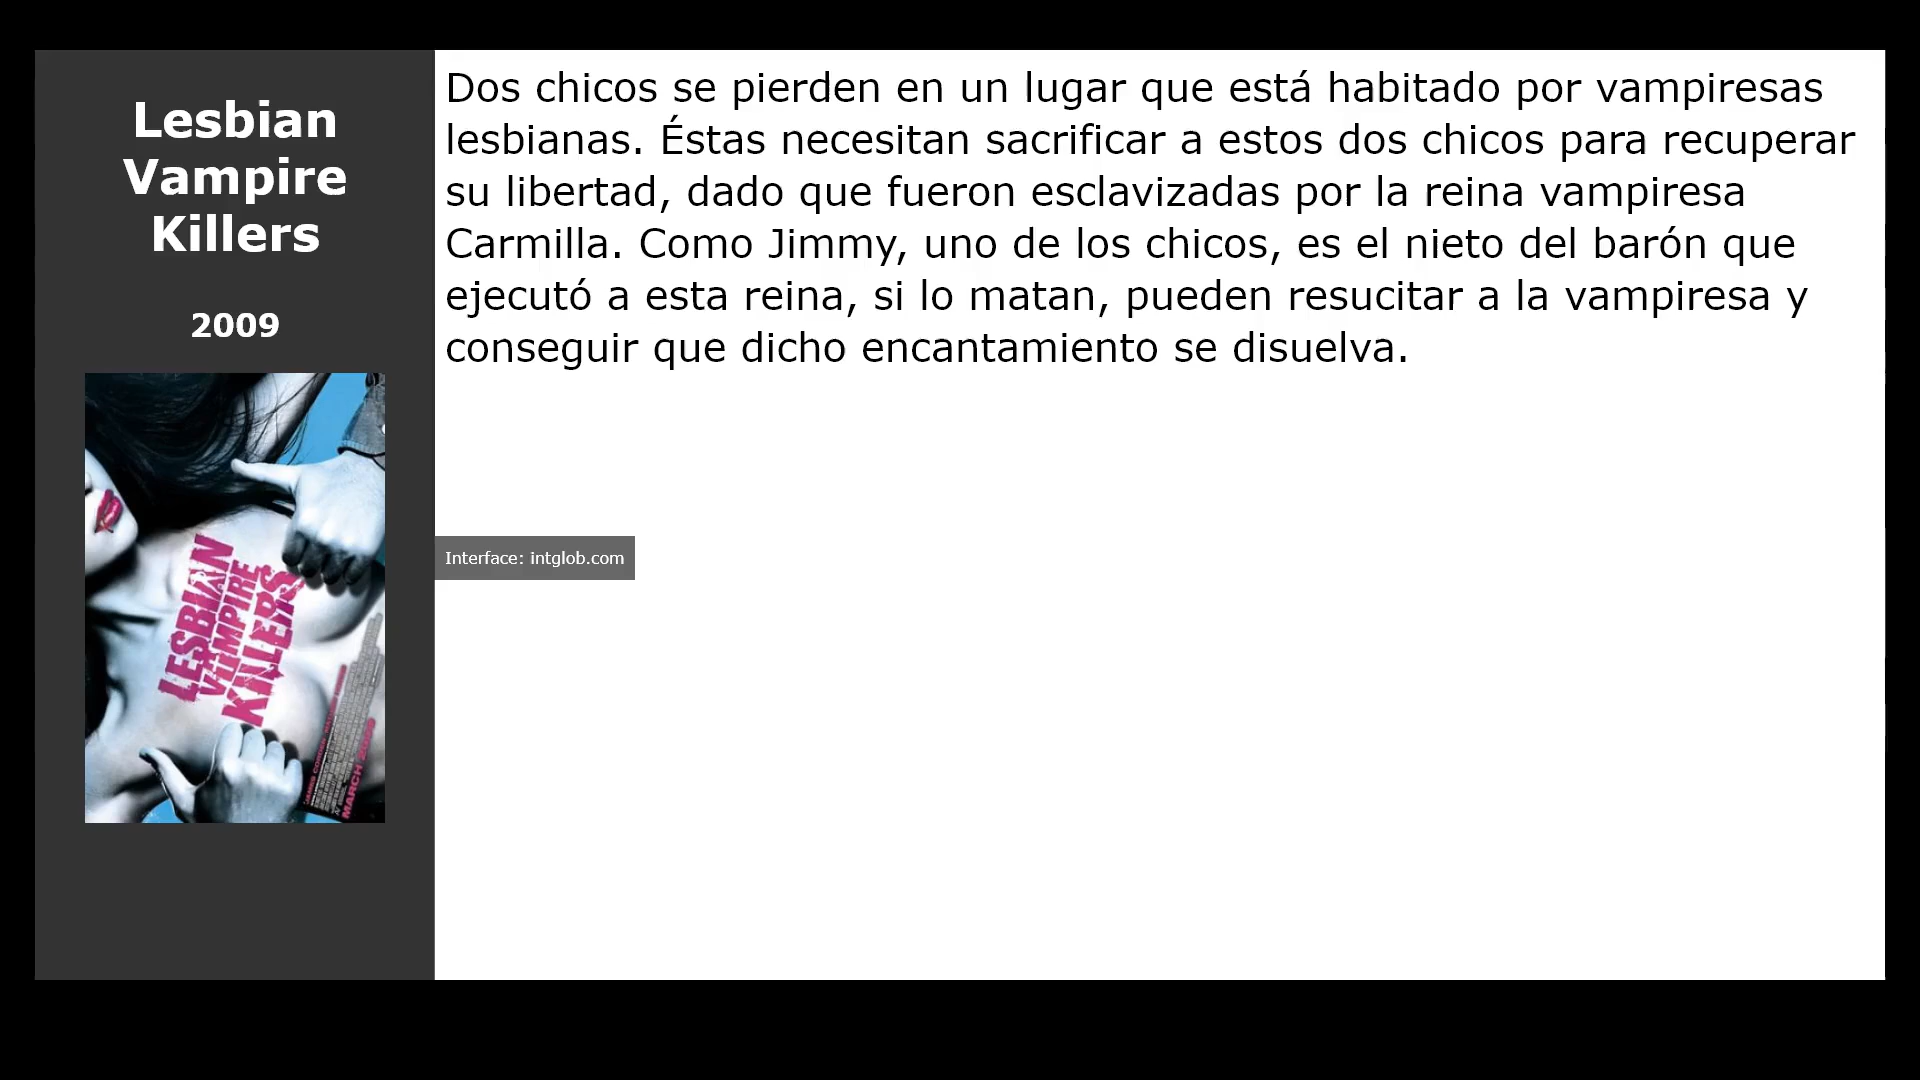 Lesbian
Vampire
Killers
2009
LESBIAN
VAMPIRE
KILLERS
MARCH 2009
Dos chicos se pierden en un lugar que está habitado por vampiresas
lesbianas. Éstas necesitan sacrificar a estos dos chicos para recuperar
su libertad, dado que fueron esclavizadas por la reina vampiresa
Carmilla. Como Jimmy, uno de los chicos, es el nieto del barón que
ejecutó a esta reina, si lo matan, pueden resucitar a la vampiresa y
conseguir que dicho encantamiento se disuelva.
Interface: intglob.com